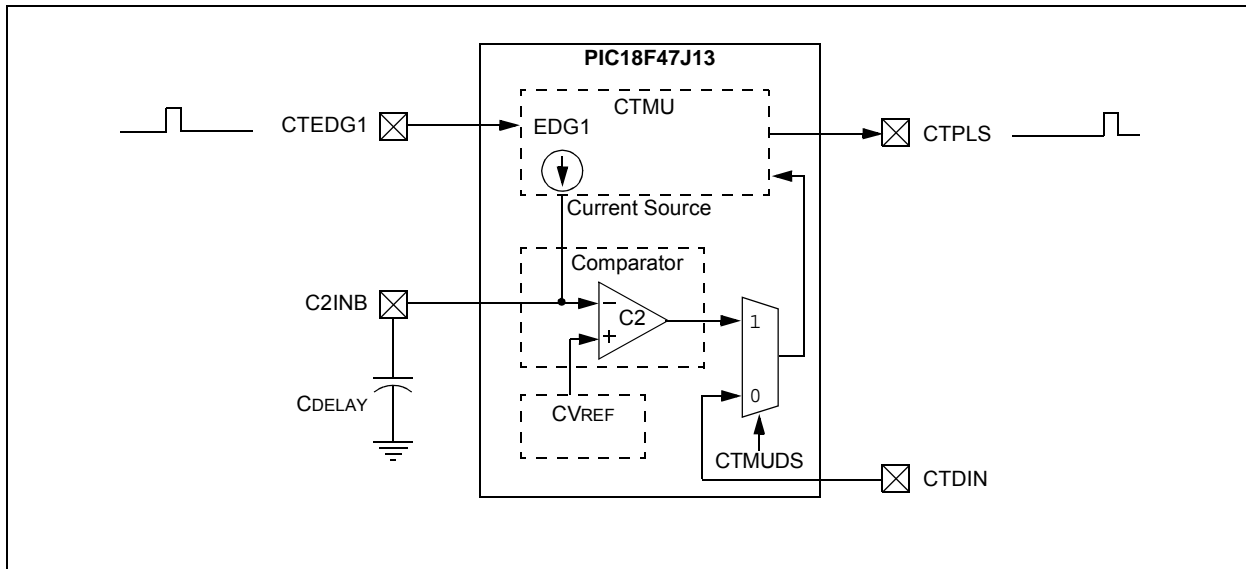 PIC18F47J13
CTMU
CTEDG1
EDG1
CTPLS
Current Source
Comparator
C2INB
−
C2
+
1
CDELAY
CVREF
0
CTMUDS
CTDIN